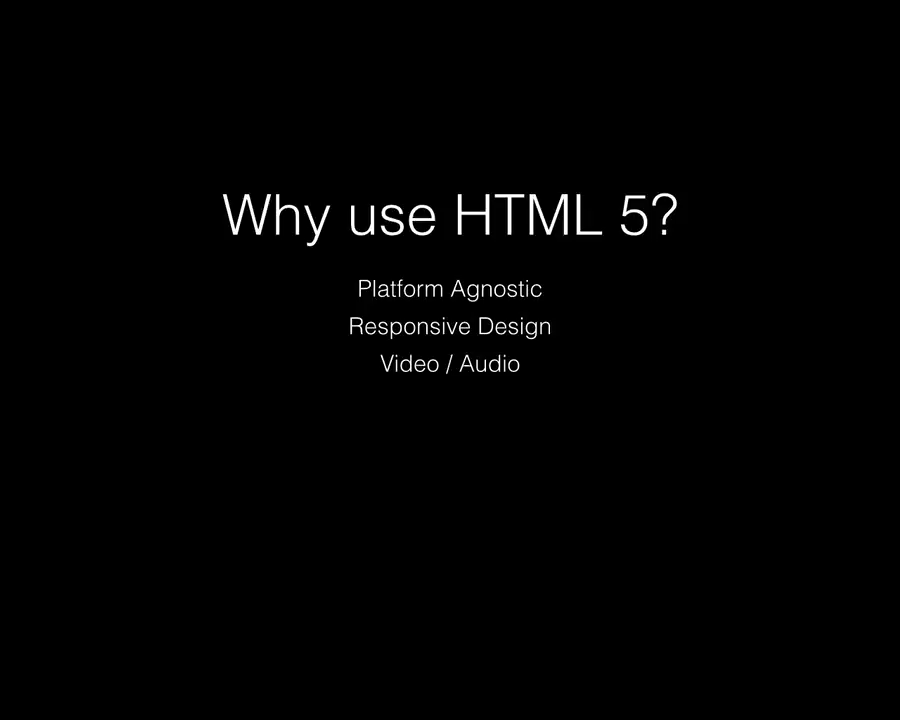 Why use HTML 5?
Platform Agnostic
Responsive Design
Video / Audio